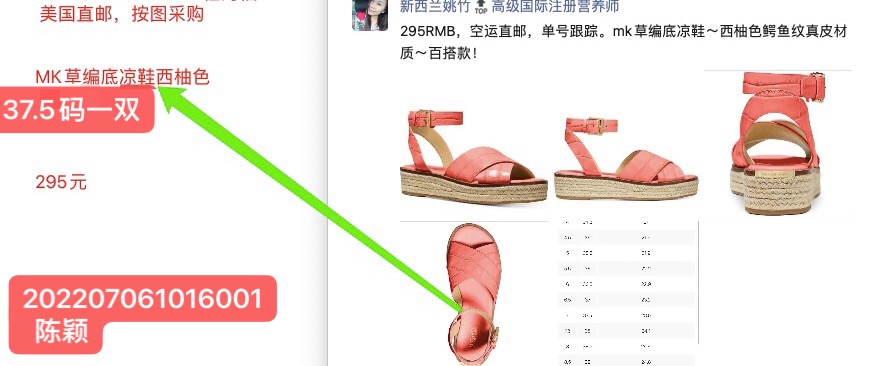 美国直邮，按图采购
MK草编底凉鞋西柚色
37.5码一双
295元
202207061016001
陈颖
新西兰姚竹 TOP 高级国际注册营养师
295RMB，空运直邮，单号跟踪。mk草编底凉鞋～西柚色鳄鱼纹真皮材
质～百搭款！